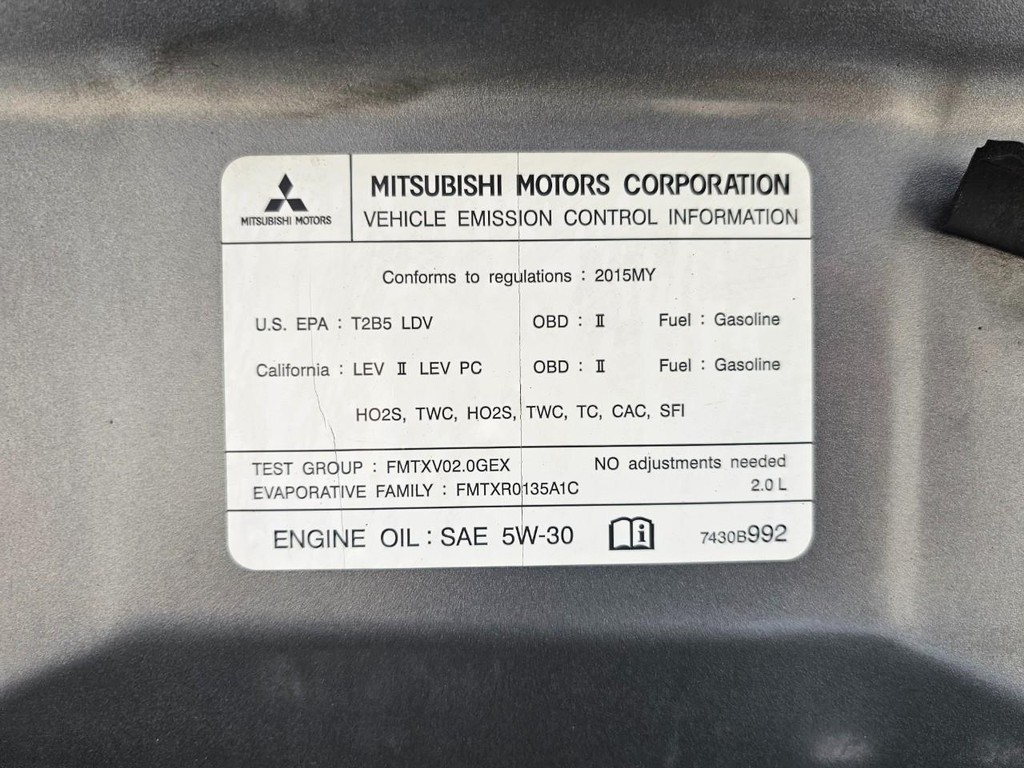 MITSUBISHI MOTORS
MITSUBISHI MOTORS CORPORATION
VEHICLE EMISSION CONTROL INFORMATION
Conforms to regulations : 2015MY
U.S. EPA : T2B5 LDV OBD : II Fuel : Gasoline
California : LEV II LEV PC OBD : II Fuel : Gasoline
HO2S, TWC, HO2S, TWC, TC, CAC, SFI
TEST GROUP : FMTXV02.0GEX NO adjustments needed
EVAPORATIVE FAMILY : FMTXR0135A1C 2.0 L
ENGINE OIL : SAE 5W-30 i 7430B992